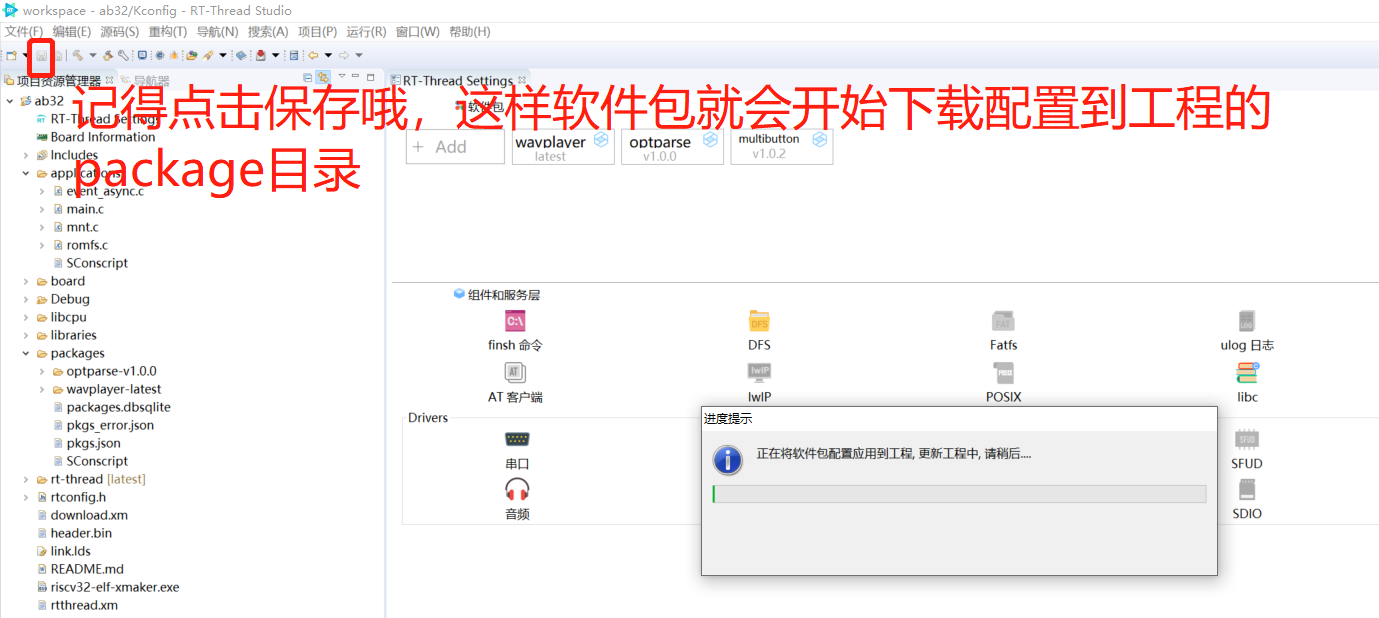 workspace - ab32/Kconfig - RT-Thread Studio
文件(F) 编辑(E) 源码(S) 重构(T) 导航(N) 搜索(A) 项目(P) 运行(R) 窗口(W) 帮助(H)
项目资源管理器 导航器
RT-Thread Settings
记得点击保存哦，这样软件包就会开始下载配置到工程的
package目录
ab32
RT-Thread Settings
Board Information
Includes
applications
event_async.c
main.c
mnt.c
romfs.c
SConscript
board
Debug
libcpu
libraries
packages
optparse-v1.0.0
wavplayer-latest
packages.dbsqlite
pkgs_error.json
pkgs.json
SConscript
rt-thread [latest]
rtconfig.h
download.xm
header.bin
link.lds
README.md
riscv32-elf-xmaker.exe
rtthread.xm
软件包
+ Add
wavplayer
latest
optparse
v1.0.0
multibutton
v1.0.2
组件和服务层
C:\ DFS FAT LOG
finsh 命令 DFS Fatfs ulog 日志
AT lwIP POSIX
AT 客户端 lwIP POSIX libc
Drivers
串口
音频
SFUD
SFUD
SDIO
进度提示
正在将软件包配置应用到工程, 更新工程中, 请稍后....